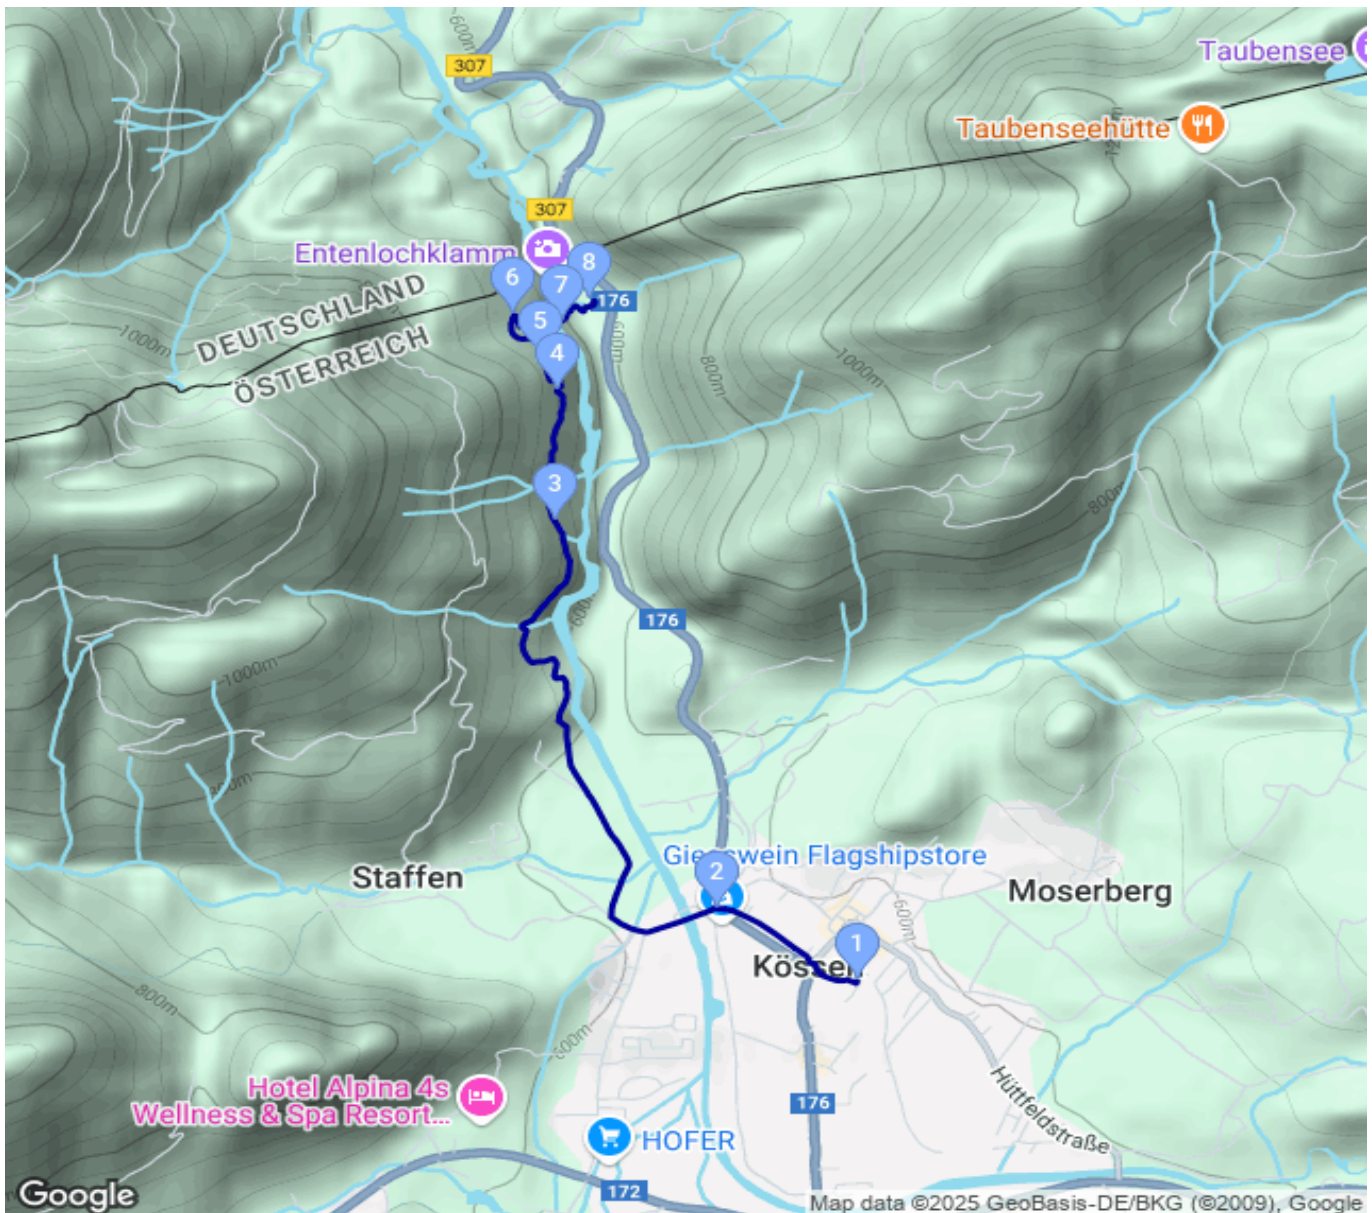 600m
Taubensee
307
Taubenseehütte
307
Entenlochklamm
8
6
7
176
DEUTSCHLAND
1000m
5
600m
ÖSTERREICH
4
800m
1000m
3
800m
600m
176
1000m
Staffen
Giesswein Flagshipstore
2
Moserberg
600m
1
Kössen
800m
600m
Hotel Alpina 4s
Wellness & Spa Resort...
Hüttfeldstraße
176
HOFER
172
Google
Map data ©2025 GeoBasis-DE/BKG (©2009), Google